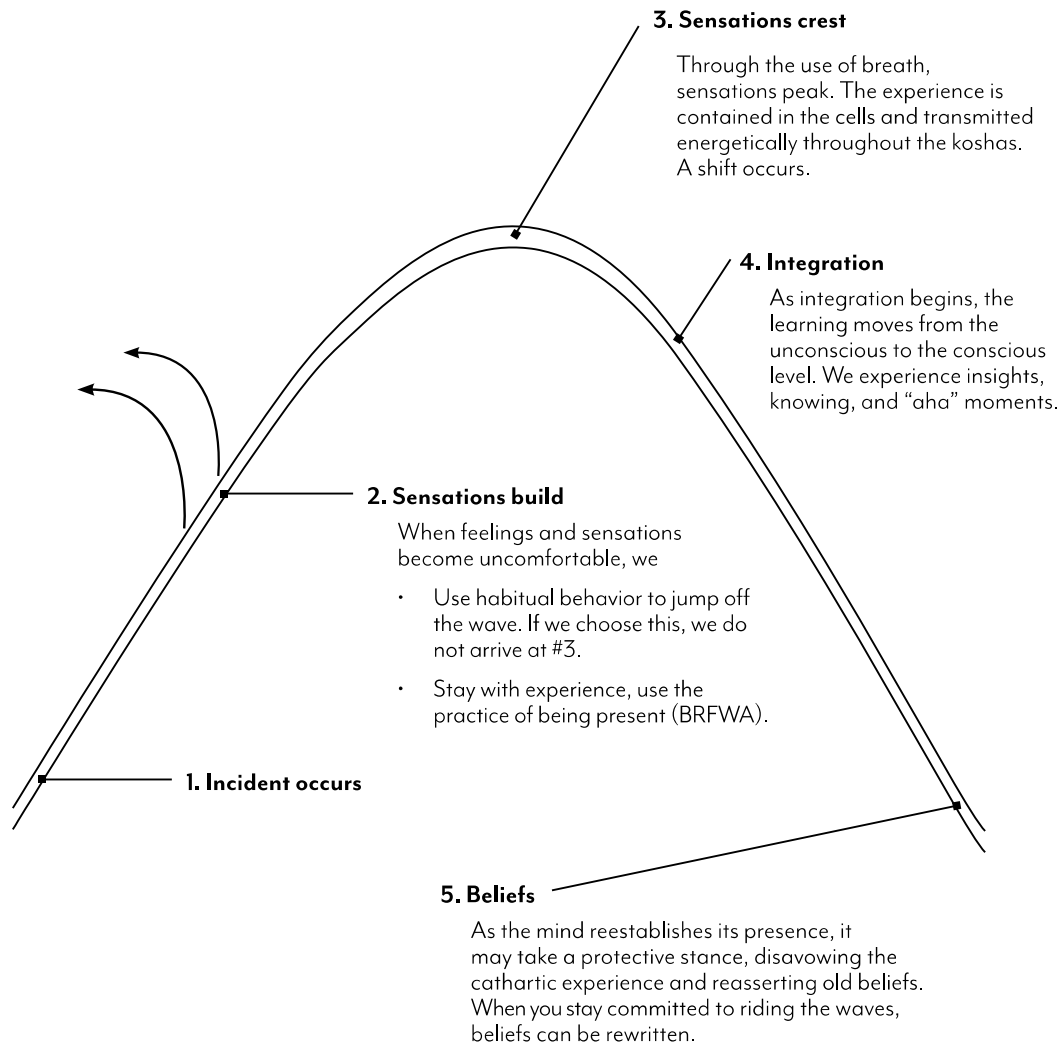 3. Sensations crest
Through the use of breath,
sensations peak. The experience is
contained in the cells and transmitted
energetically throughout the koshas.
A shift occurs.
4. Integration
As integration begins, the
learning moves from the
unconscious to the conscious
level. We experience insights,
knowing, and “aha” moments.
2. Sensations build
When feelings and sensations
become uncomfortable, we
· Use habitual behavior to jump off
the wave. If we choose this, we do
not arrive at #3.
· Stay with experience, use the
practice of being present (BRFWA).
1. Incident occurs
5. Beliefs
As the mind reestablishes its presence, it
may take a protective stance, disavowing the
cathartic experience and reasserting old beliefs.
When you stay committed to riding the waves,
beliefs can be rewritten.